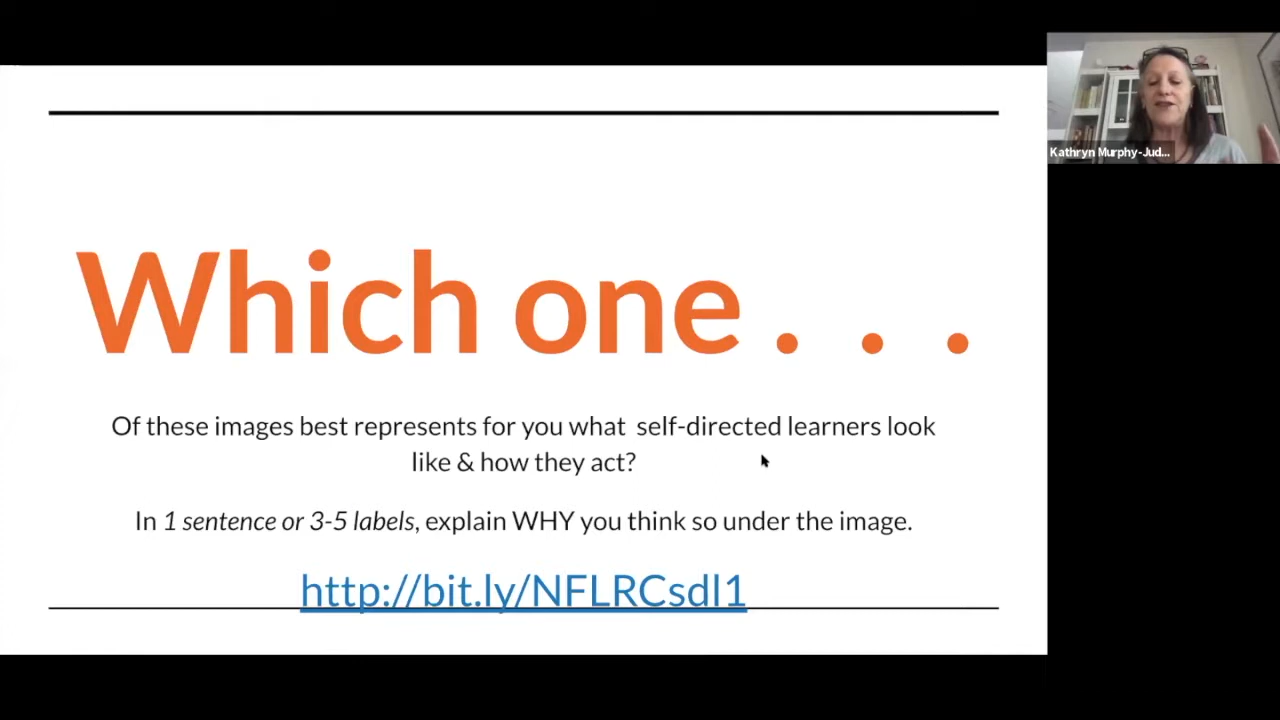 Which one . . .
Of these images best represents for you what self-directed learners look
like & how they act?
In 1 sentence or 3-5 labels, explain WHY you think so under the image.
http://bit.ly/NFLRCsdl1
Kathryn Murphy-Jud...